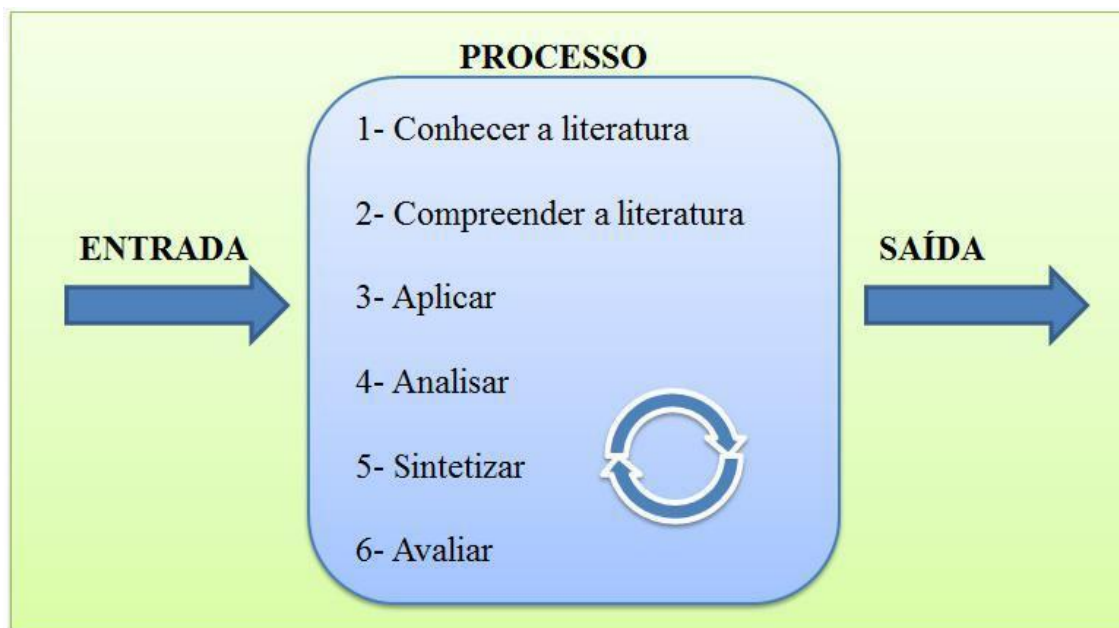 PROCESSO
1- Conhecer a literatura
2- Compreender a literatura
ENTRADA
SAÍDA
3- Aplicar
4- Analisar
5- Sintetizar
6- Avaliar